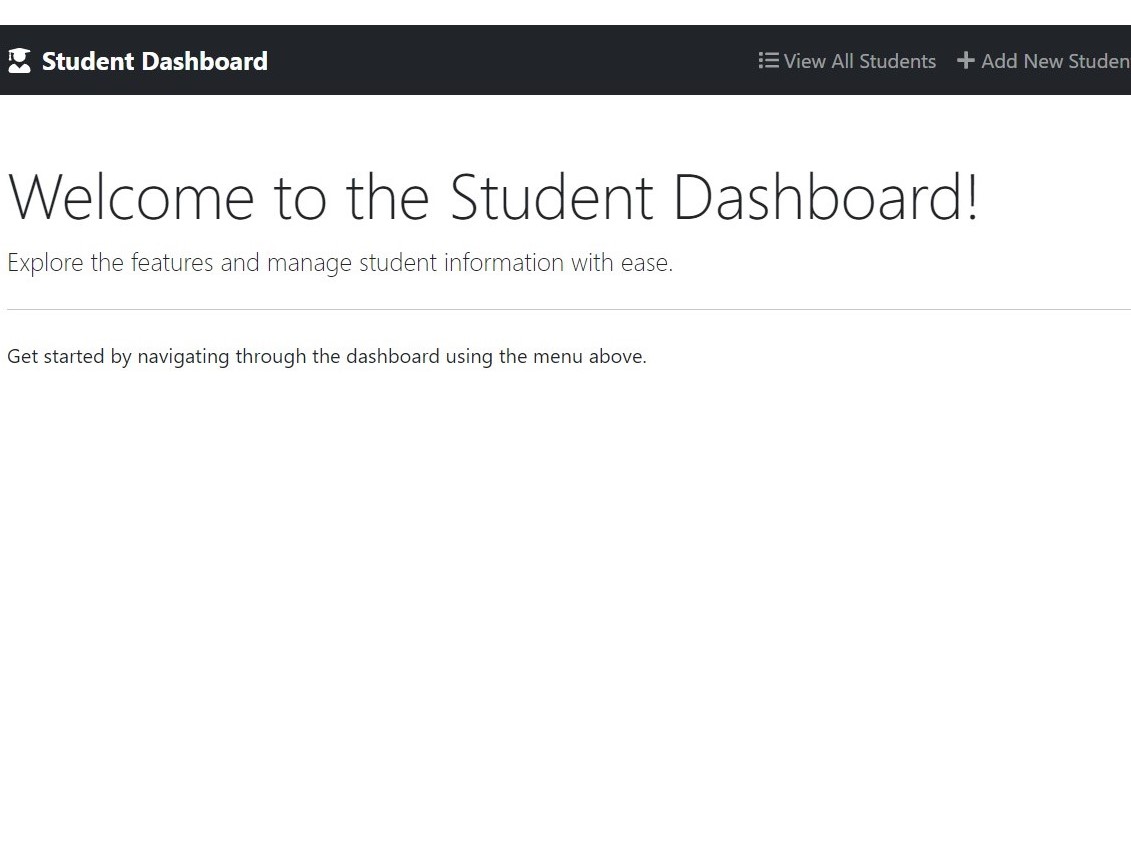 Student Dashboard View All Students Add New Studen
Welcome to the Student Dashboard!
Explore the features and manage student information with ease.
Get started by navigating through the dashboard using the menu above.